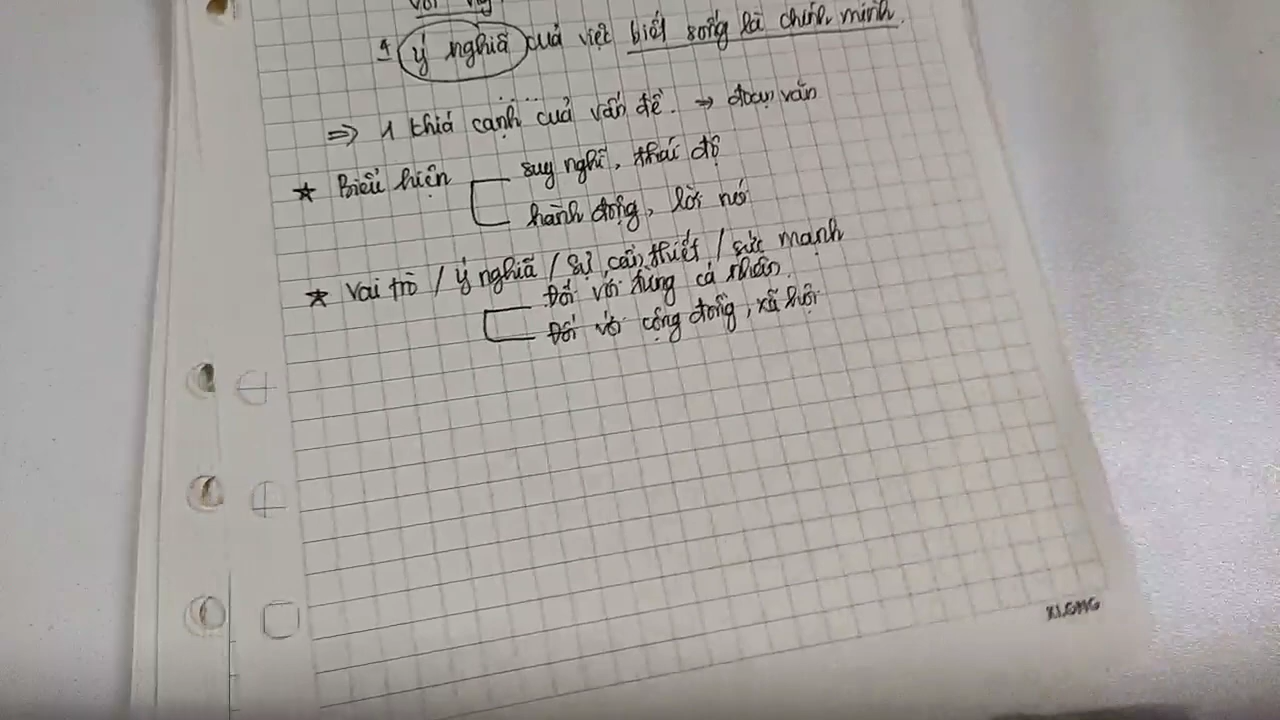 với
ý nghĩa của việc biết sống là chính mình.
=> 1 khía cạnh của vấn đề. → đoạn văn
★ Biểu hiện
suy nghĩ, thái độ
hành động, lời nói
★ Vai trò / ý nghĩa / sự cần thiết / sức mạnh
Đối với từng cá nhân.
Đối với cộng đồng, xã hội
KLONG